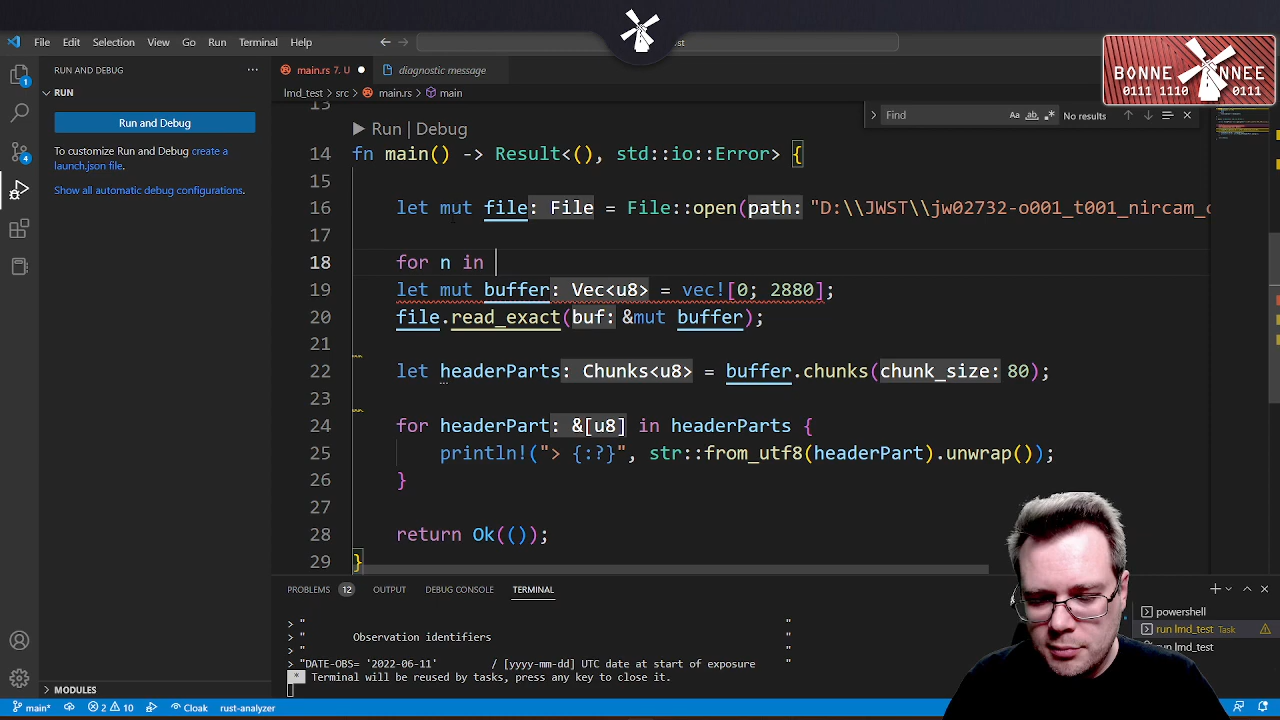 File Edit Selection View Go Run Terminal Help
BONNE NNEE
0111 1110 0111
RUN AND DEBUG
RUN
Run and Debug
To customize Run and Debug create a
launch.json file.
Show all automatic debug configurations.
main.rs 7, U
diagnostic message
lmd_test > src > main.rs > main
Find
Aa ab
No results
13
Run | Debug
14 fn main() -> Result<(), std::io::Error> {
15
16 let mut file: File = File::open(path: "D:\\JWST\\jw02732-o001_t001_nircam_
17
18 for n in
19 let mut buffer: Vec<u8> = vec![0; 2880];
20 file.read_exact(buf: &mut buffer);
21
22 let headerParts: Chunks<u8> = buffer.chunks(chunk_size: 80);
23
24 for headerPart: &[u8] in headerParts {
25 println!("> {:?}", str::from_utf8(headerPart).unwrap());
26 }
27
28 return Ok(());
29 }
PROBLEMS 12 OUTPUT DEBUG CONSOLE TERMINAL
> " "
> " Observation identifiers "
> " "
> "DATE-OBS= '2022-06-11' / [yyyy-mm-dd] UTC date at start of exposure "
* Terminal will be reused by tasks, press any key to close it.
powershell
run lmd_test Task
run lmd_test
MODULES
main* 2 10 Cloak rust-analyzer